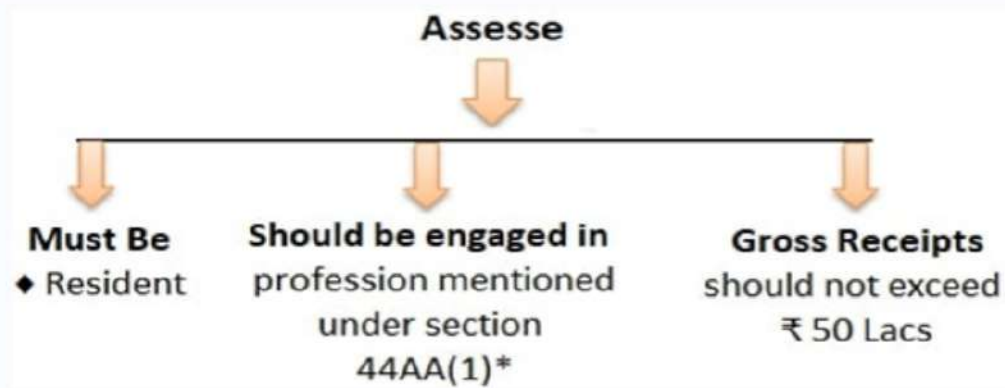 Assesse
Must Be
♦ Resident
Should be engaged in
profession mentioned
under section
44AA(1)*
Gross Receipts
should not exceed
₹ 50 Lacs